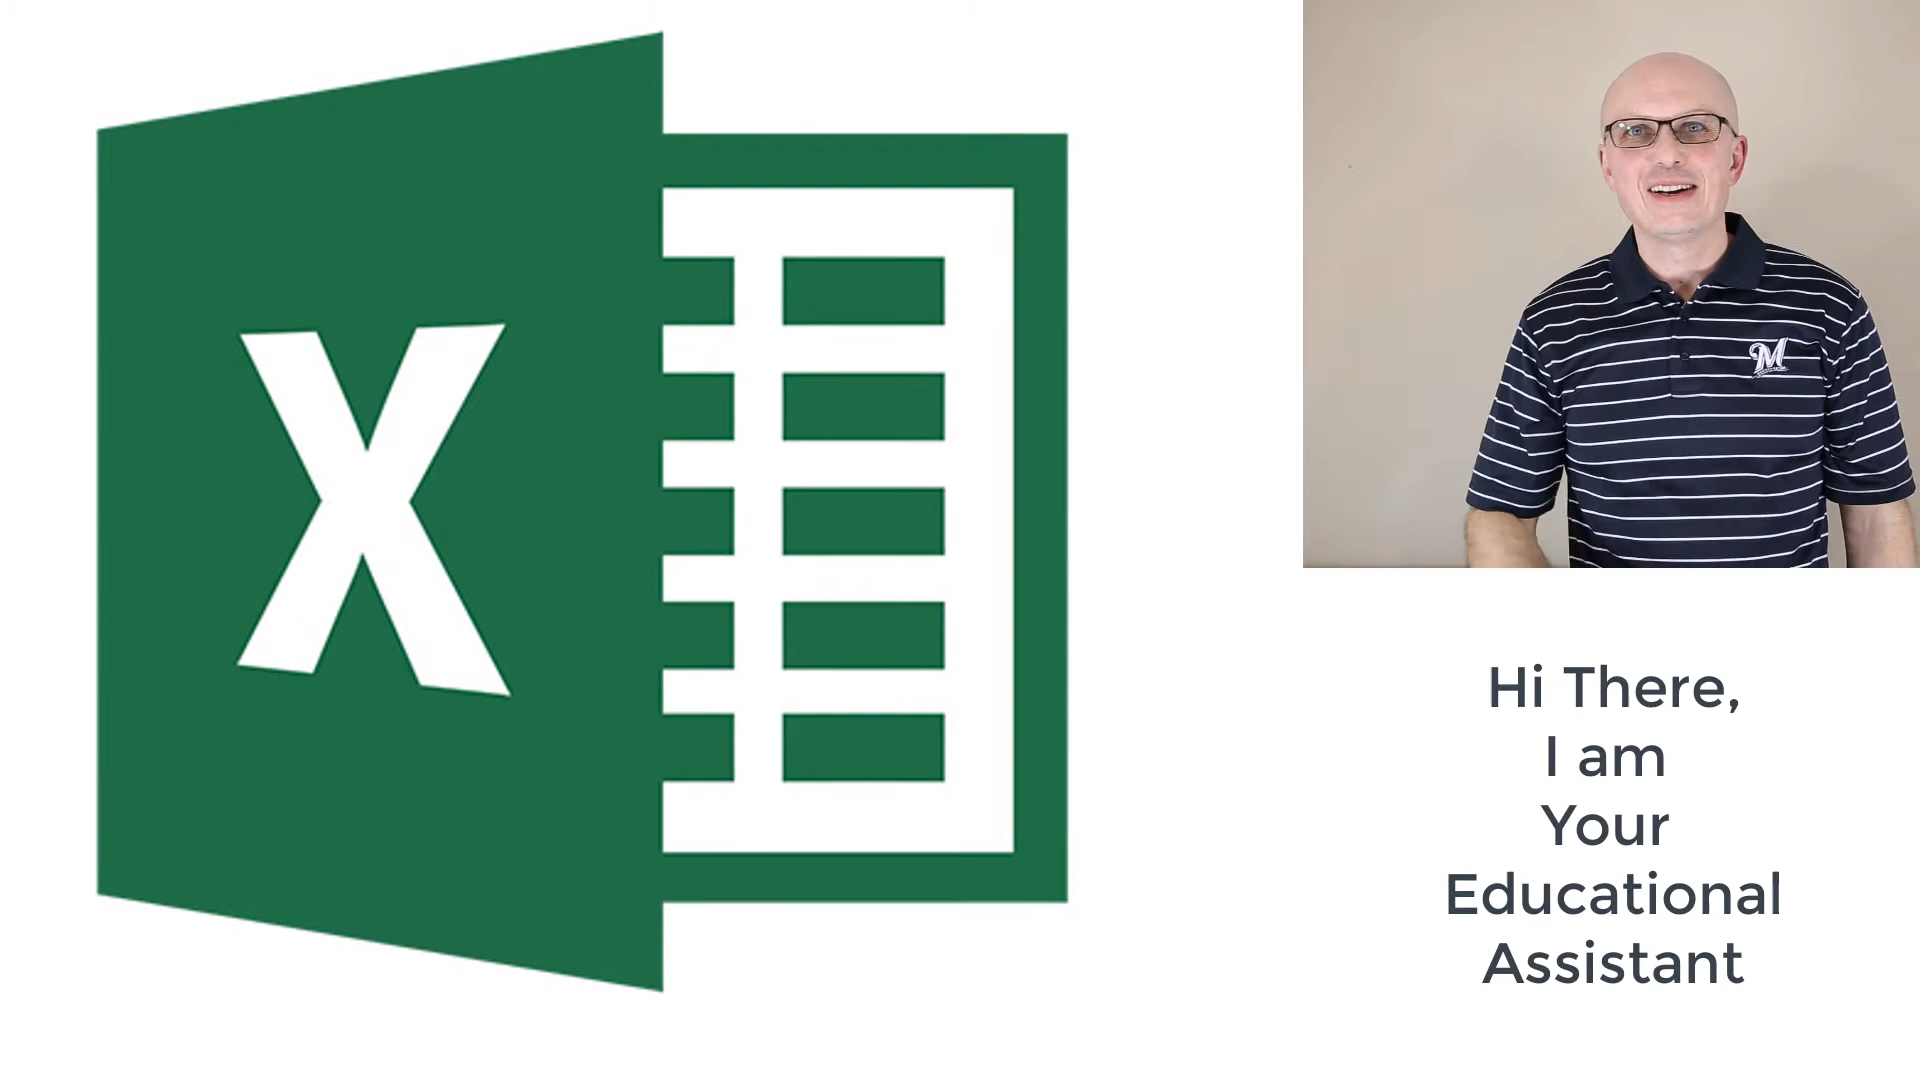 X
M
Hi There,
I am
Your
Educational
Assistant